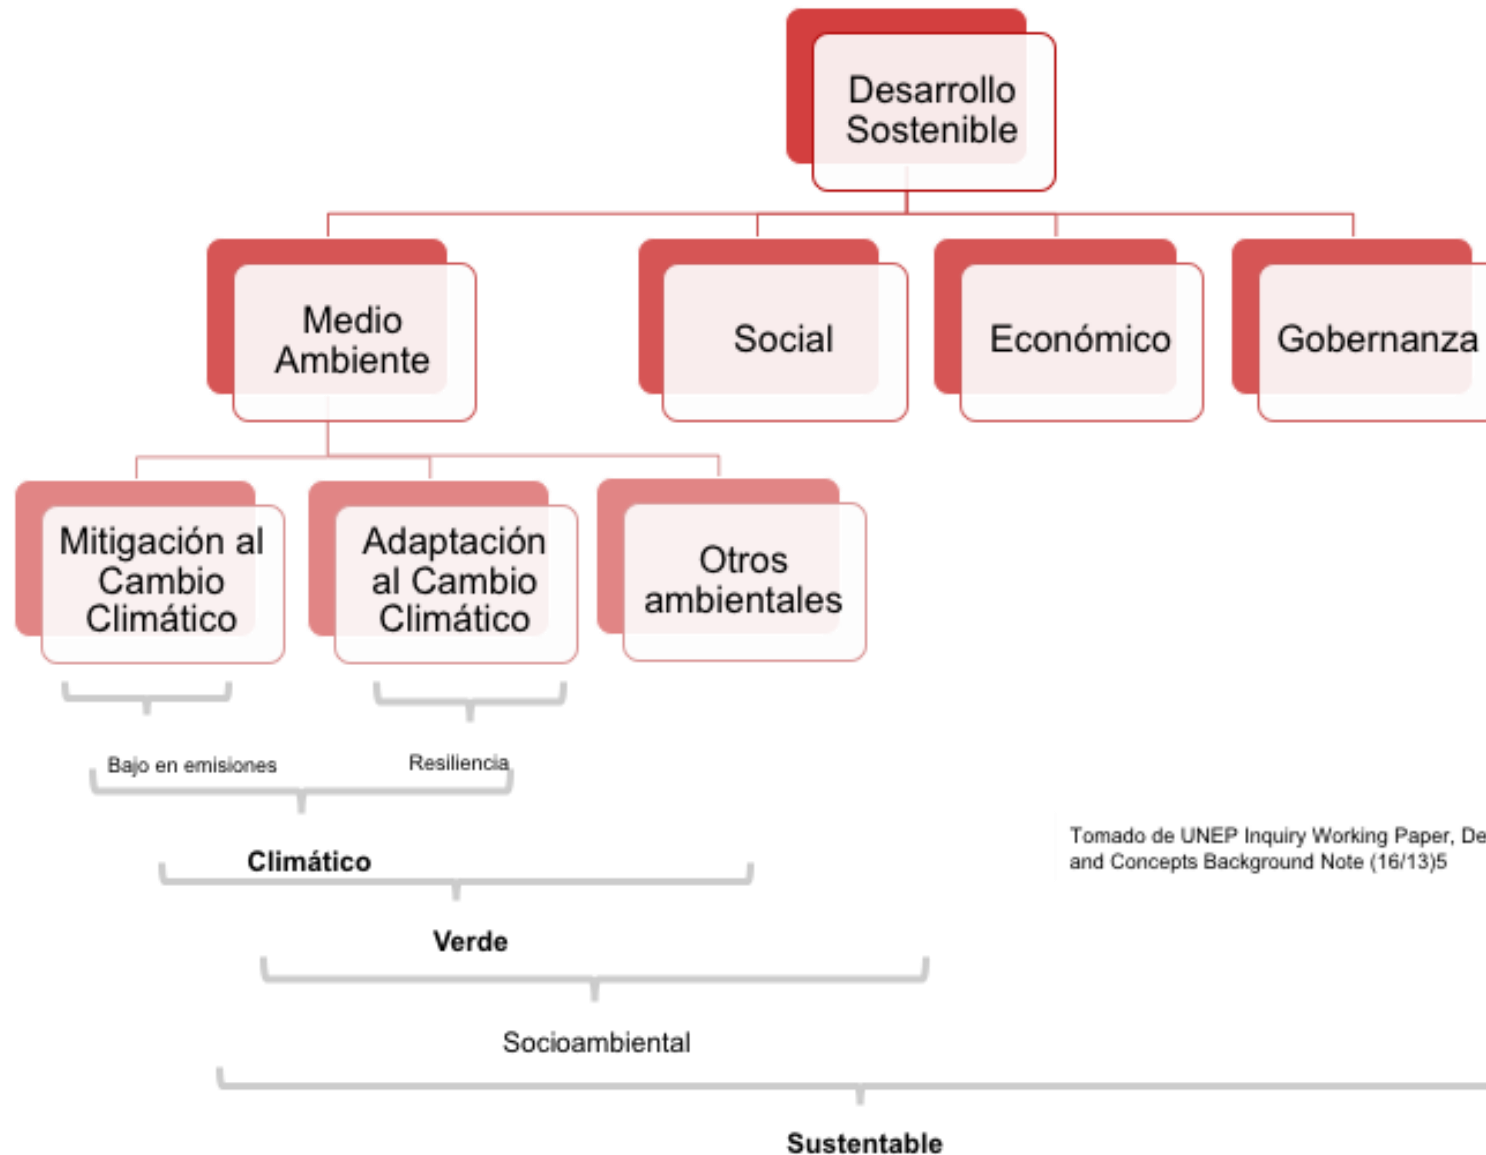 Desarrollo
Sostenible
Medio
Ambiente
Social
Económico
Gobernanza
Mitigación al
Cambio
Climático
Adaptación
al Cambio
Climático
Otros
ambientales
Bajo en emisiones
Resiliencia
Climático
Tomado de UNEP Inquiry Working Paper, De
and Concepts Background Note (16/13)5
Verde
Socioambiental
Sustentable